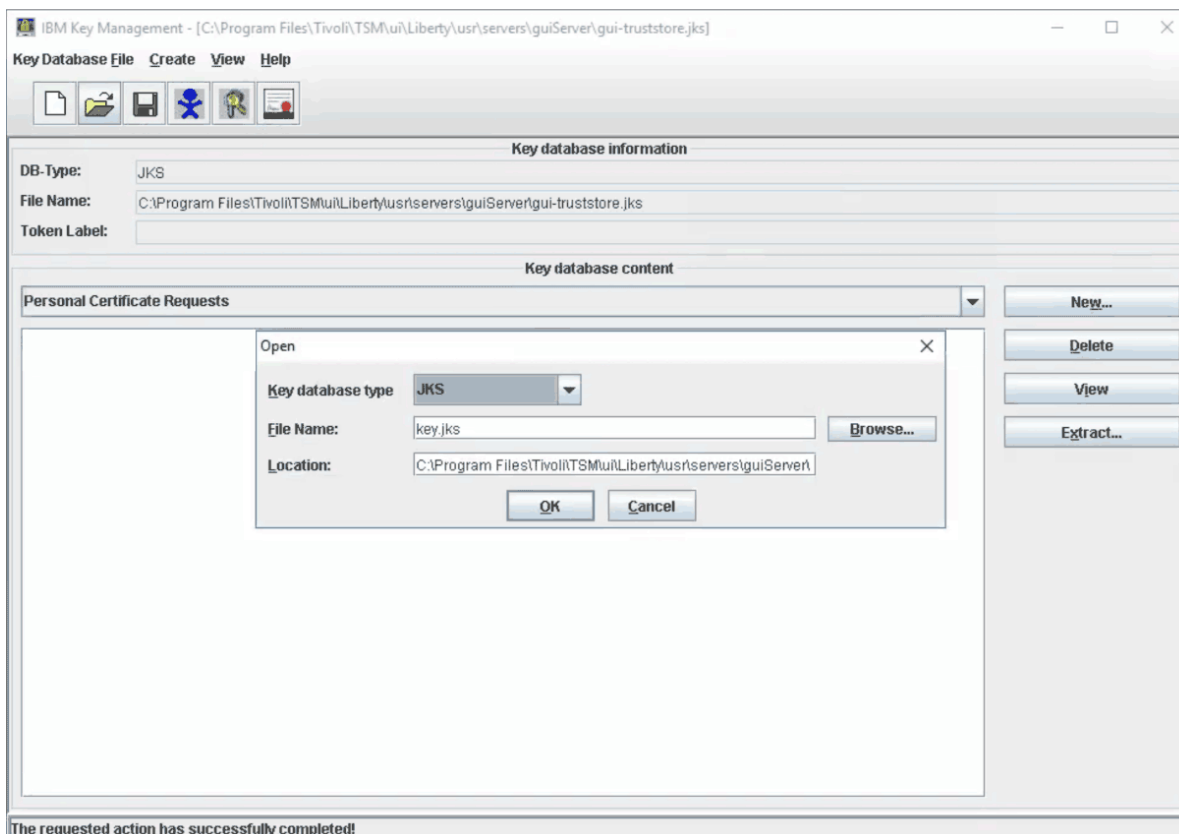 IBM Key Management - [C:\Program Files\Tivoli\TSM\ui\Liberty\usr\servers\guiServer\gui-truststore.jks]
Key Database File Create View Help
Key database information
DB-Type: JKS
File Name: C:\Program Files\Tivoli\TSM\ui\Liberty\usr\servers\guiServer\gui-truststore.jks
Token Label:
Key database content
Personal Certificate Requests
New...
Delete
View
Extract...
Open
Key database type JKS
File Name: key.jks Browse...
Location: C:\Program Files\Tivoli\TSM\ui\Liberty\usr\servers\guiServer\
OK Cancel
The requested action has successfully completed!